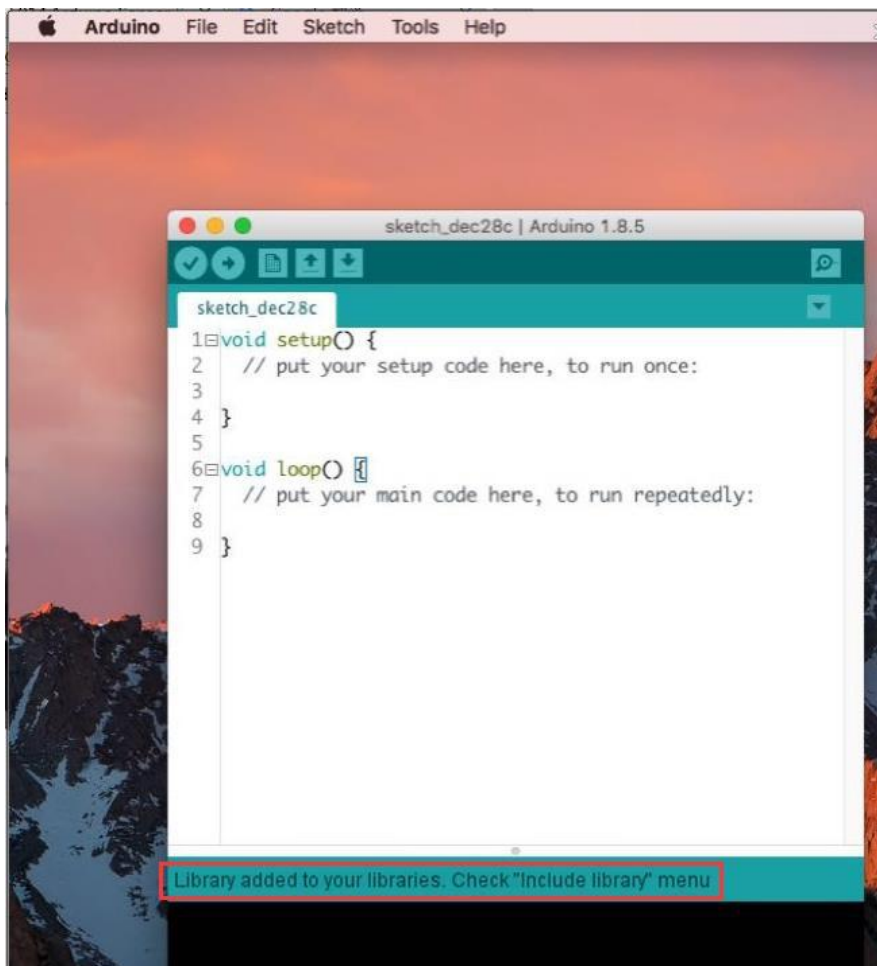 Arduino File Edit Sketch Tools Help
sketch_dec28c | Arduino 1.8.5
sketch_dec28c
1 void setup() {
2 // put your setup code here, to run once:
3
4 }
5
6 void loop() {
7 // put your main code here, to run repeatedly:
8
9 }
Library added to your libraries. Check "Include library" menu